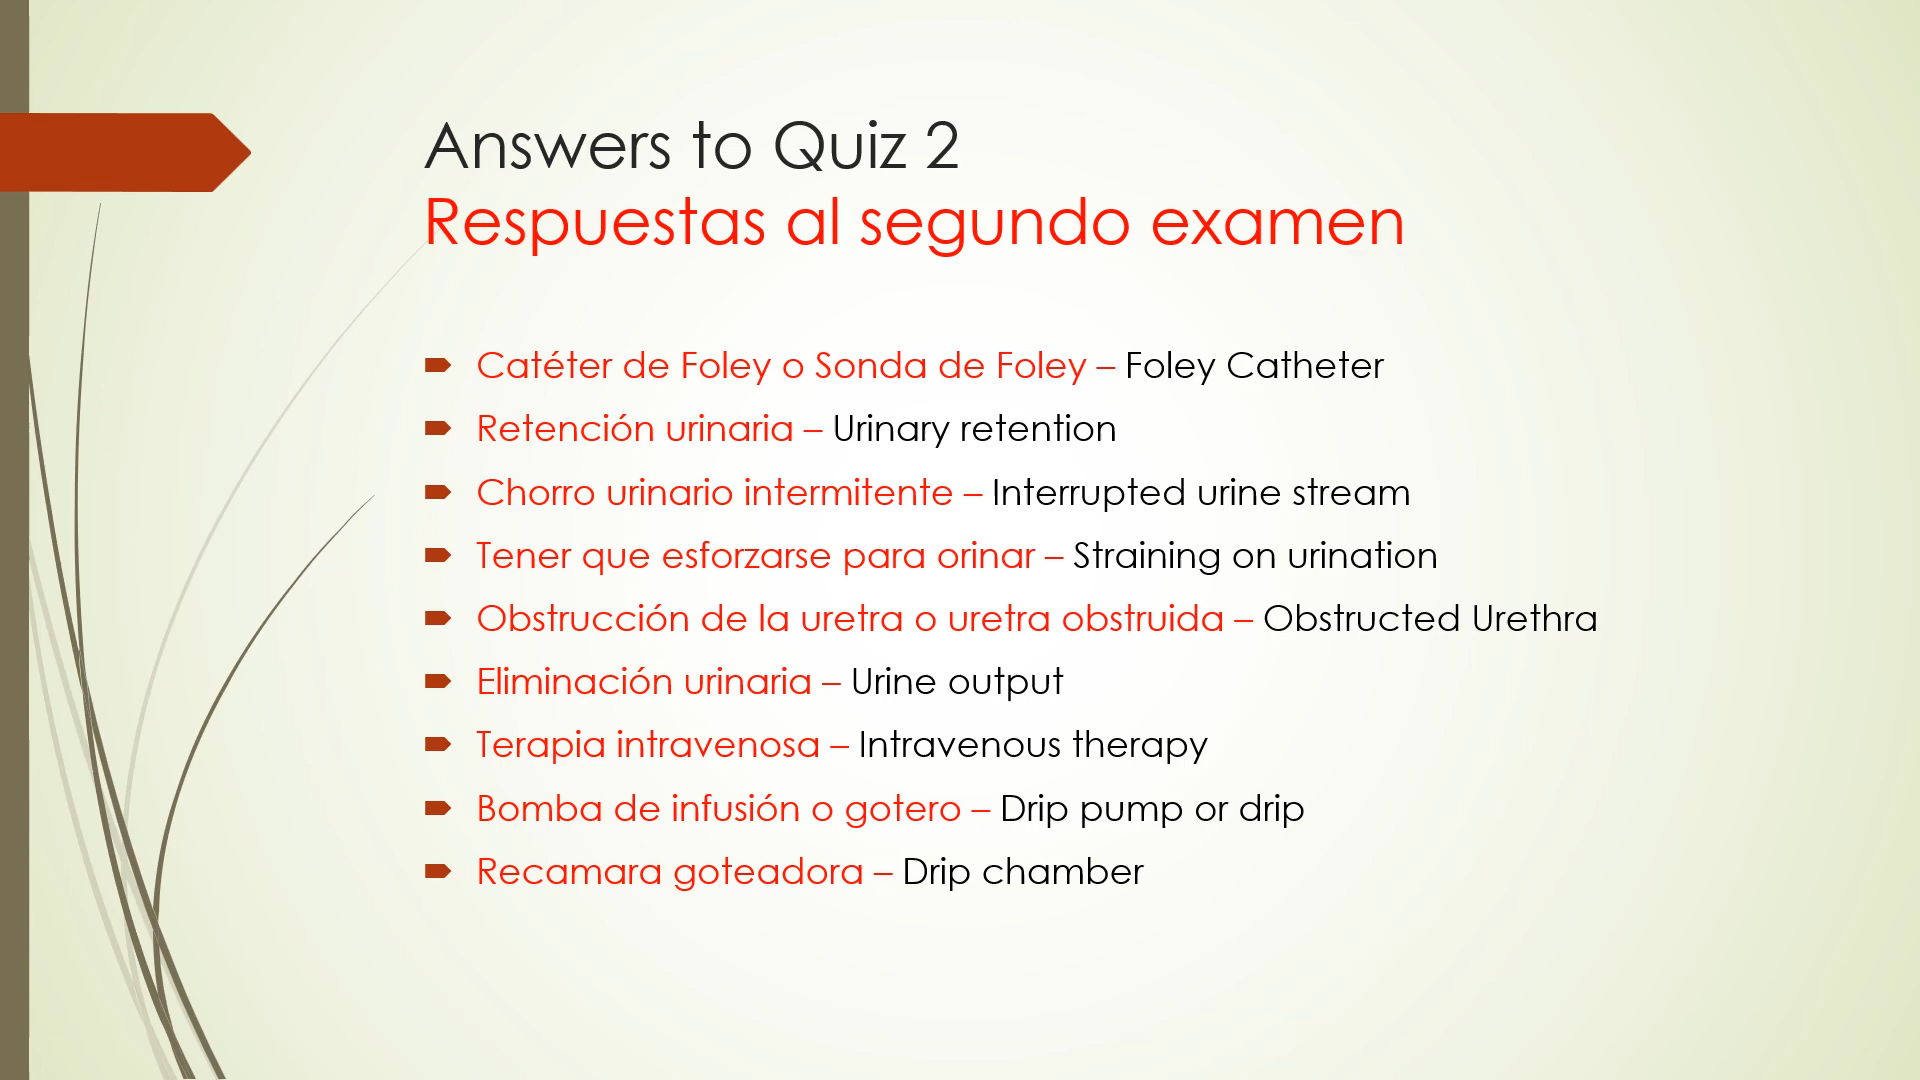 Answers to Quiz 2
Respuestas al segundo examen
Catéter de Foley o Sonda de Foley – Foley Catheter
Retención urinaria – Urinary retention
Chorro urinario intermitente – Interrupted urine stream
Tener que esforzarse para orinar – Straining on urination
Obstrucción de la uretra o uretra obstruida – Obstructed Urethra
Eliminación urinaria – Urine output
Terapia intravenosa – Intravenous therapy
Bomba de infusión o gotero – Drip pump or drip
Recamara goteadora – Drip chamber